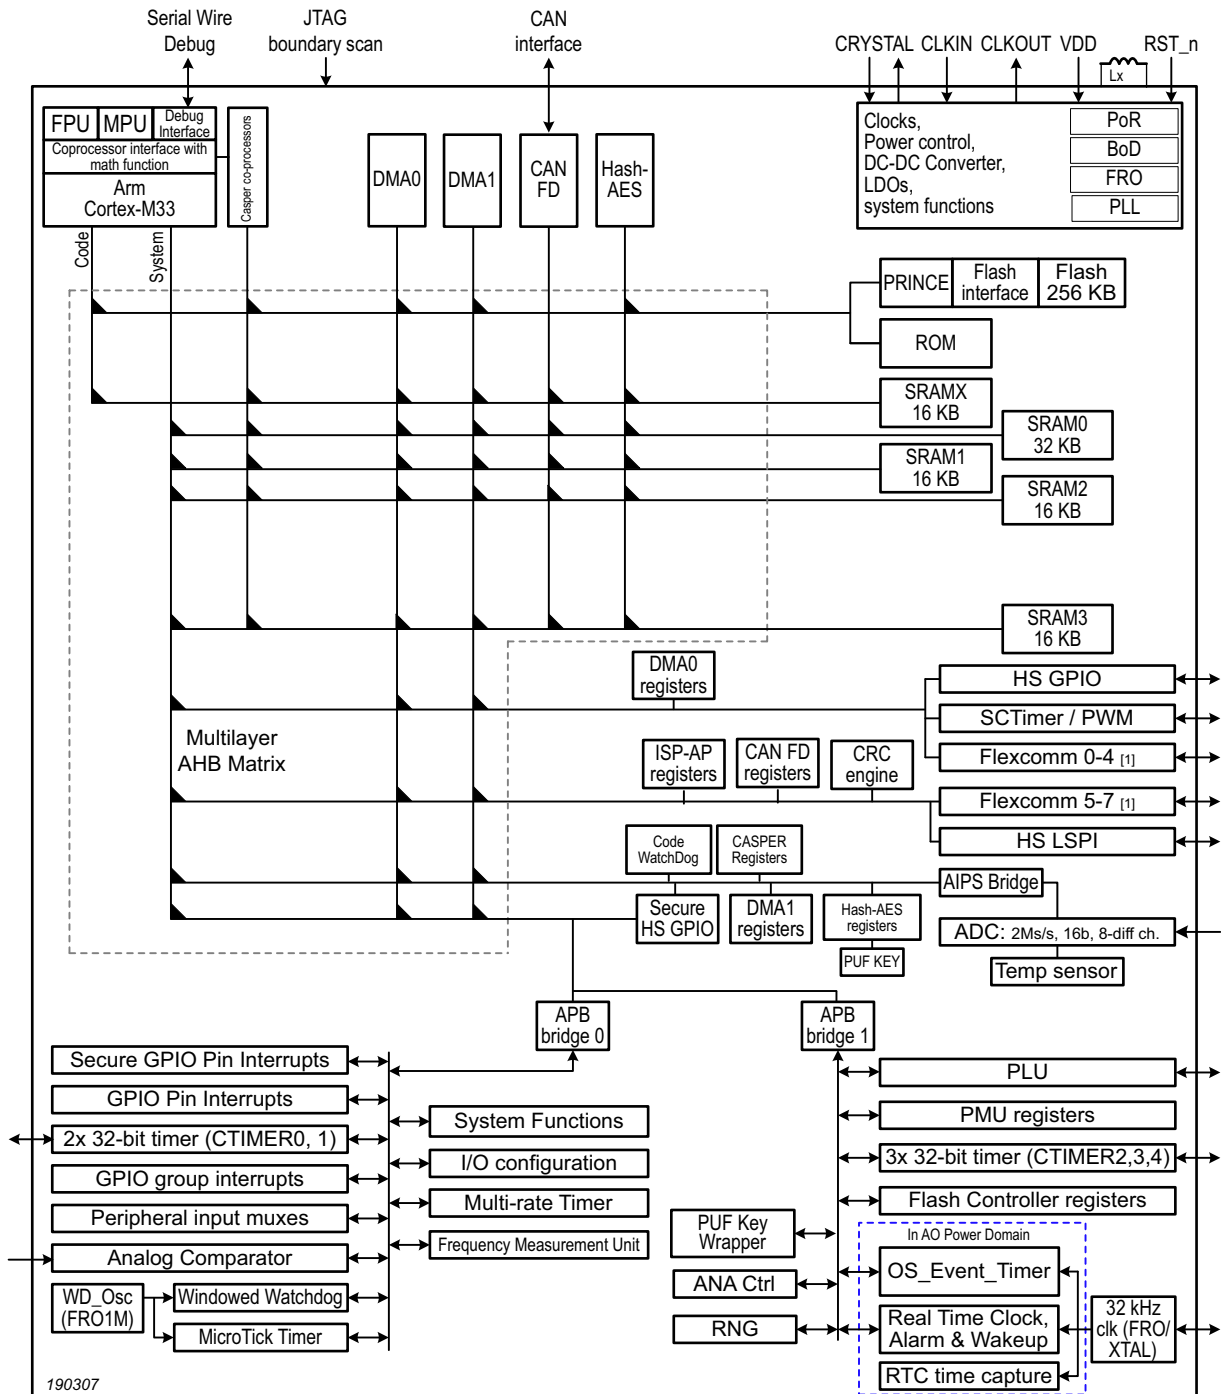 Serial Wire
Debug
JTAG
boundary scan
CAN
interface
CRYSTAL
CLKIN
CLKOUT
VDD
RST_n
Lx
FPU
MPU
Debug
Interface
Coprocessor interface with
math function
Arm
Cortex-M33
Casper co-processors
DMA0
DMA1
CAN
FD
Hash-
AES
Clocks,
Power control,
DC-DC Converter,
LDOs,
system functions
PoR
BoD
FRO
PLL
Code
System
PRINCE
Flash
interface
Flash
256 KB
ROM
SRAMX
16 KB
SRAM0
32 KB
SRAM1
16 KB
SRAM2
16 KB
SRAM3
16 KB
DMA0
registers
HS GPIO
SCTimer / PWM
Flexcomm 0-4 [1]
Multilayer
AHB Matrix
ISP-AP
registers
CAN FD
registers
CRC
engine
Flexcomm 5-7 [1]
HS LSPI
Code
WatchDog
CASPER
Registers
AIPS Bridge
Secure
HS GPIO
DMA1
registers
Hash-AES
registers
PUF KEY
ADC: 2Ms/s, 16b, 8-diff ch.
Temp sensor
APB
bridge 0
APB
bridge 1
Secure GPIO Pin Interrupts
GPIO Pin Interrupts
2x 32-bit timer (CTIMER0, 1)
GPIO group interrupts
Peripheral input muxes
Analog Comparator
WD_Osc
(FRO1M)
Windowed Watchdog
MicroTick Timer
System Functions
I/O configuration
Multi-rate Timer
Frequency Measurement Unit
PLU
PMU registers
3x 32-bit timer (CTIMER2,3,4)
Flash Controller registers
PUF Key
Wrapper
ANA Ctrl
RNG
In AO Power Domain
OS_Event_Timer
Real Time Clock,
Alarm & Wakeup
RTC time capture
32 kHz
clk (FRO/
XTAL)
190307